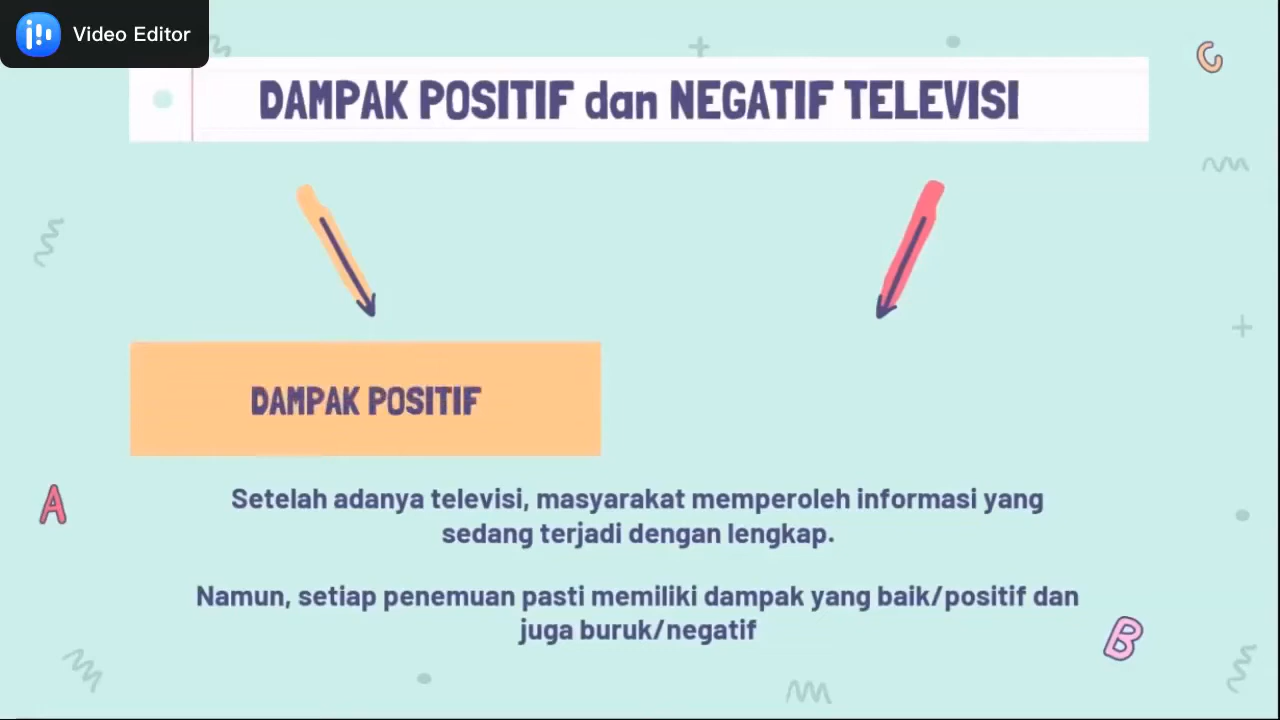 Video Editor
DAMPAK POSITIF dan NEGATIF TELEVISI
DAMPAK POSITIF
Setelah adanya televisi, masyarakat memperoleh informasi yang
sedang terjadi dengan lengkap.
Namun, setiap penemuan pasti memiliki dampak yang baik/positif dan
juga buruk/negatif
A
B
C